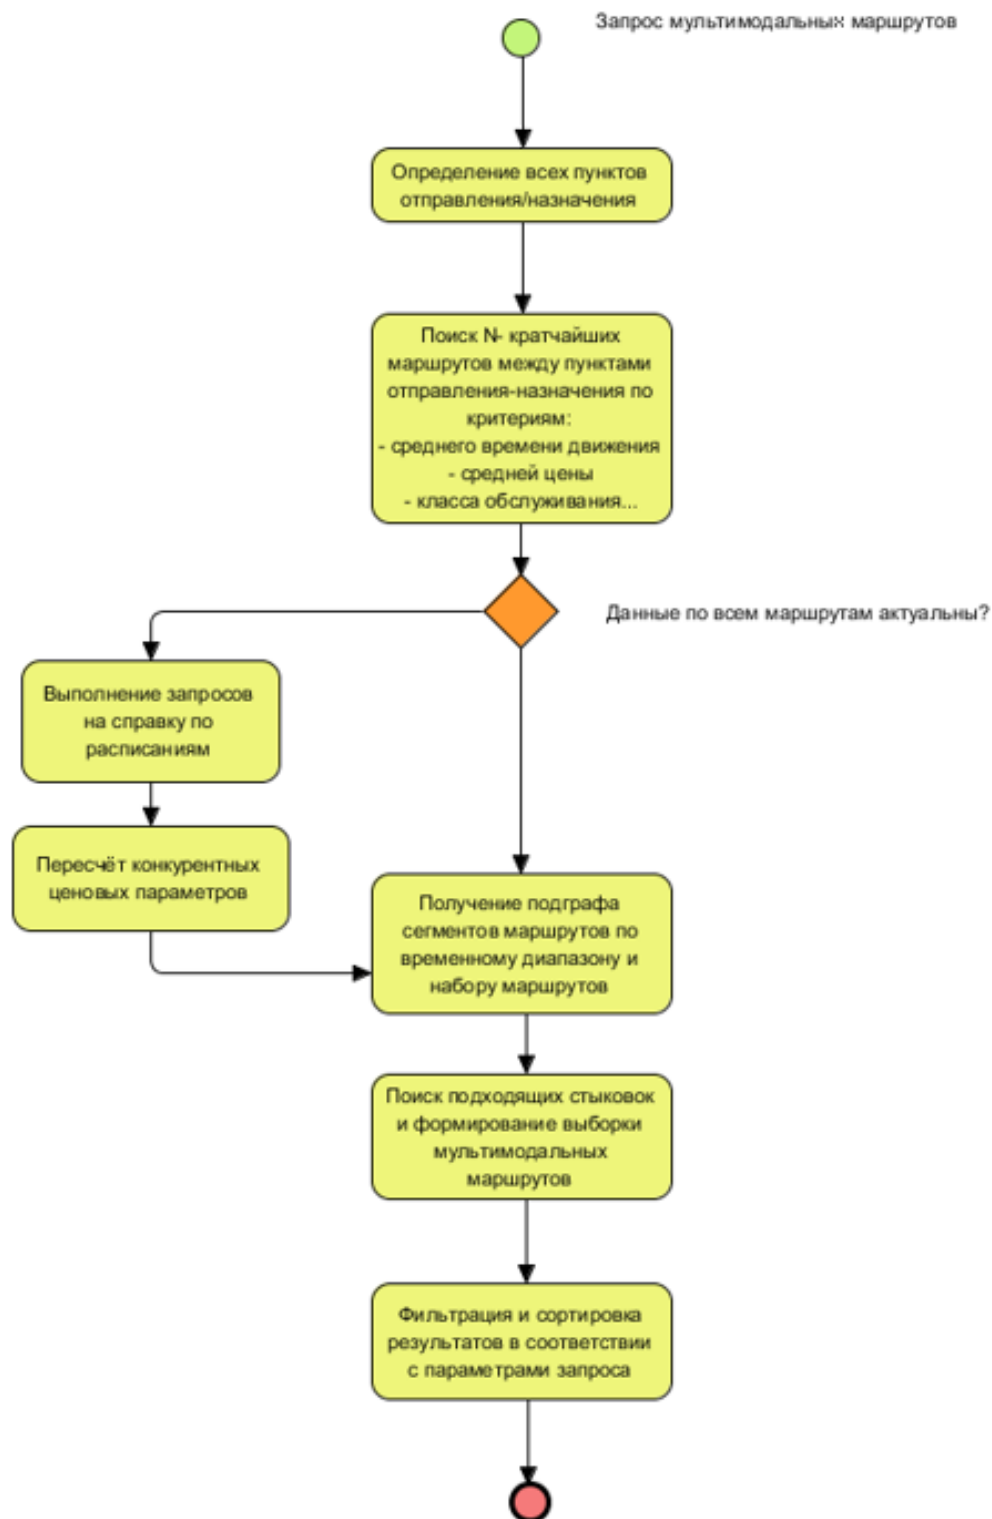 Запрос мультимодальных маршрутов
Определение всех пунктов
отправления/назначения
Поиск N- кратчайших
маршрутов между пунктами
отправления-назначения по
критериям:
- среднего времени движения
- средней цены
- класса обслуживания...
Данные по всем маршрутам актуальны?
Выполнение запросов
на справку по
расписаниям
Пересчёт конкурентных
ценовых параметров
Получение подграфа
сегментов маршрутов по
временному диапазону и
набору маршрутов
Поиск подходящих стыковок
и формирование выборки
мультимодальных
маршрутов
Фильтрация и сортировка
результатов в соответствии
с параметрами запроса